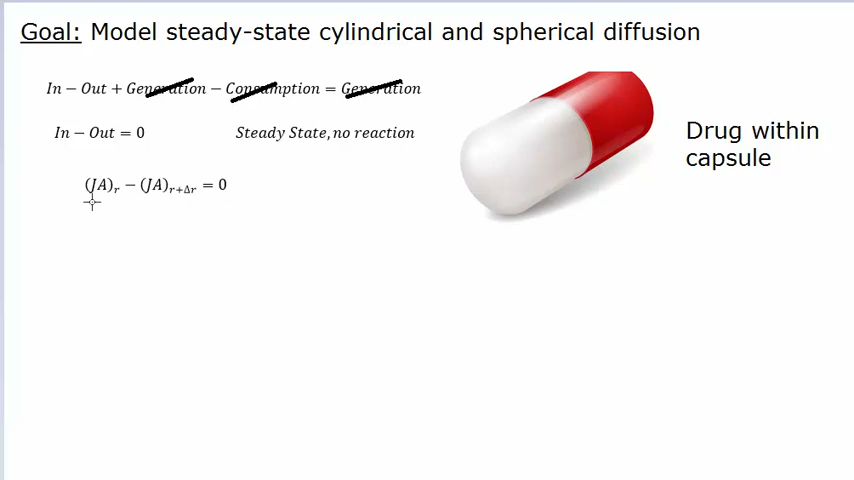 Goal: Model steady-state cylindrical and spherical diffusion
In − Out + Generation − Consumption = Generation
In − Out = 0 Steady State, no reaction
(JA)ᵣ − (JA)ᵣ₊Δᵣ = 0
Drug within
capsule